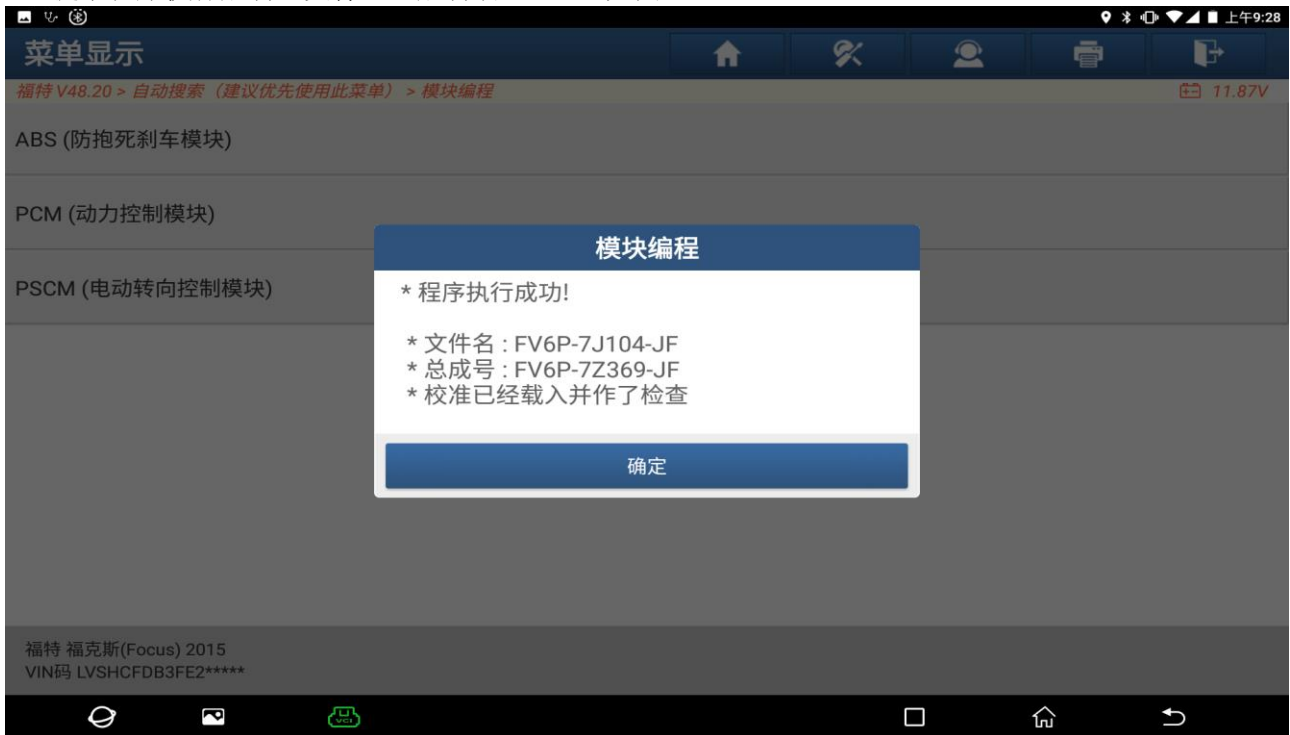 上午9:28
菜单显示
福特 V48.20 > 自动搜索（建议优先使用此菜单） > 模块编程
11.87V
ABS (防抱死刹车模块)
PCM (动力控制模块)
PSCM (电动转向控制模块)
模块编程
* 程序执行成功!
* 文件名 : FV6P-7J104-JF
* 总成号 : FV6P-7Z369-JF
* 校准已经载入并作了检查
确定
福特 福克斯(Focus) 2015
VIN码 LVSHCFDB3FE2*****
VCI